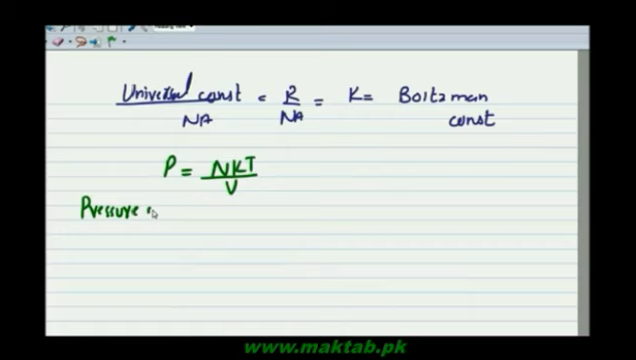 Universal const = R = K = Boltzman
NA NA const
P = NKT
V
Pressure
www.maktab.pk